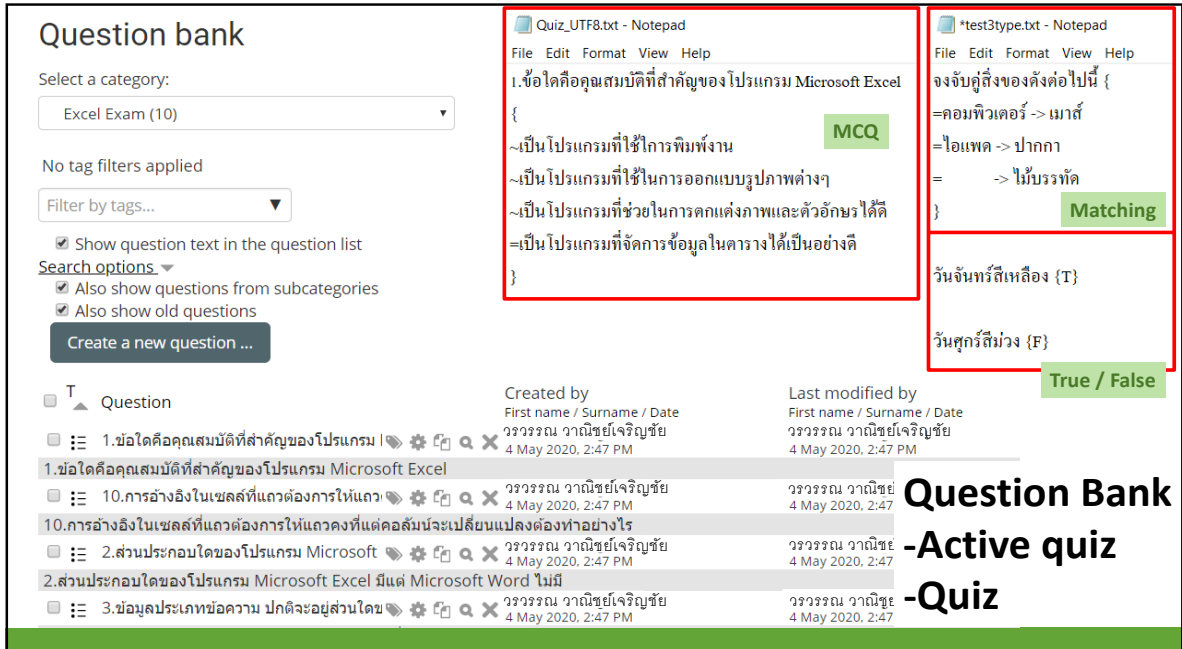 Question bank
Select a category:
Excel Exam (10)
No tag filters applied
Filter by tags...
Show question text in the question list
Search options
Also show questions from subcategories
Also show old questions
Create a new question ...
Quiz_UTF8.txt - Notepad
File Edit Format View Help
1.ข้อใดคือคุณสมบัติที่สำคัญของโปรแกรม Microsoft Excel
{
~เป็นโปรแกรมที่ใช้ใการพิมพ์งาน
~เป็นโปรแกรมที่ใช้ในการออกแบบรูปภาพต่างๆ
~เป็นโปรแกรมที่ช่วยในการตกแต่งภาพและตัวอักษรได้ดี
=เป็นโปรแกรมที่จัดการข้อมูลในตารางได้เป็นอย่างดี
}
MCQ
*test3type.txt - Notepad
File Edit Format View Help
จงจับคู่สิ่งของดังต่อไปนี้ {
=คอมพิวเตอร์ -> เมาส์
=ไอแพด -> ปากกา
= -> ไม้บรรทัด
}
Matching
วันจันทร์สีเหลือง {T}
วันศุกร์สีม่วง {F}
True / False
T Question
Created by
First name / Surname / Date
Last modified by
First name / Surname / Date
1.ข้อใดคือคุณสมบัติที่สำคัญของโปรแกรม
วรวรรณ วาณิชย์เจริญชัย
4 May 2020, 2:47 PM
วรวรรณ วาณิชย์เจริญชัย
4 May 2020, 2:47 PM
1.ข้อใดคือคุณสมบัติที่สำคัญของโปรแกรม Microsoft Excel
10.การอ้างอิงในเซลล์ที่แถวต้องการให้แถว
วรวรรณ วาณิชย์เจริญชัย
4 May 2020, 2:47 PM
วรวรรณ
4 May 2020, 2:47
10.การอ้างอิงในเซลล์ที่แถวต้องการให้แถวคงที่แต่คอลัมน์จะเปลี่ยนแปลงต้องทำอย่างไร
2.ส่วนประกอบใดของโปรแกรม Microsoft
วรวรรณ วาณิชย์เจริญชัย
4 May 2020, 2:47 PM
วรวรรณ
4 May 2020, 2:47
2.ส่วนประกอบใดของโปรแกรม Microsoft Excel มีแต่ Microsoft Word ไม่มี
3.ข้อมูลประเภทข้อความ ปกติจะอยู่ส่วนใดข
วรวรรณ วาณิชย์เจริญชัย
4 May 2020, 2:47 PM
วรวรรณ
4 May 2020, 2:47
Question Bank
-Active quiz
-Quiz